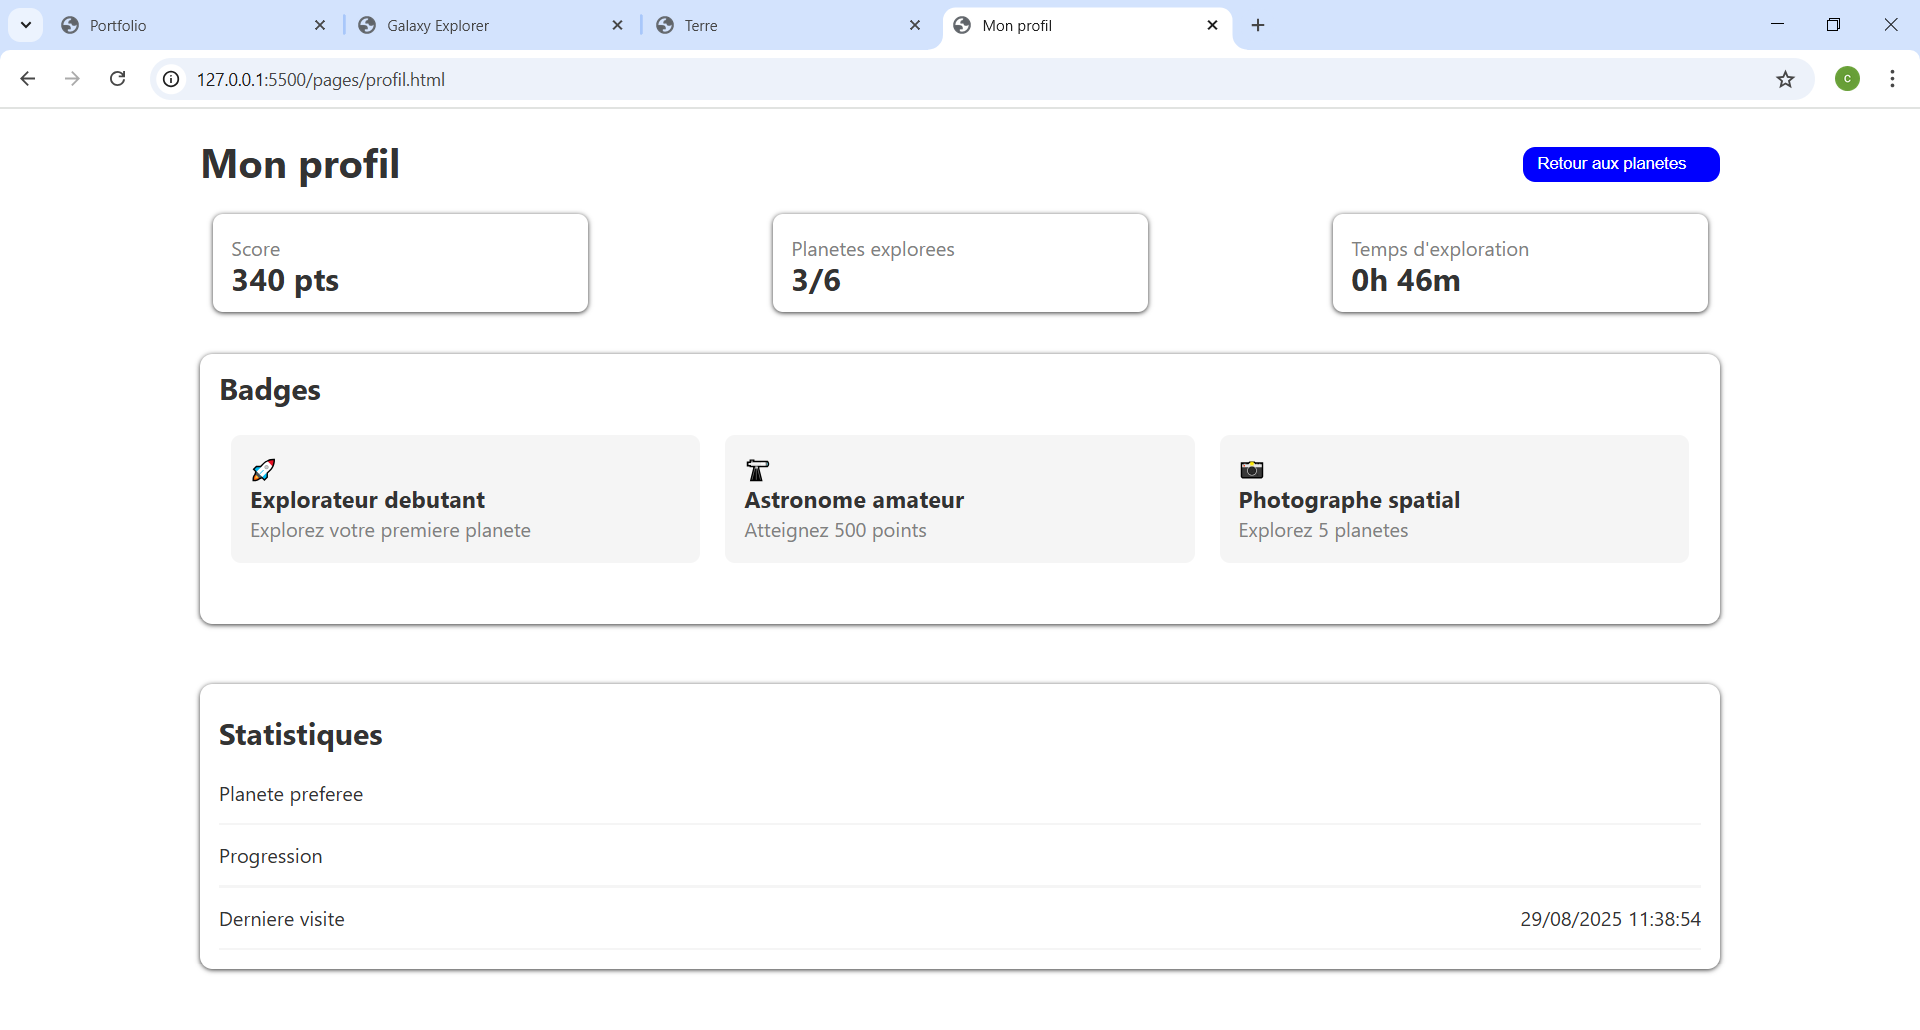 Portfolio
Galaxy Explorer
Terre
Mon profil
127.0.0.1:5500/pages/profil.html
c
Mon profil
Retour aux planetes
Score
340 pts
Planetes explorees
3/6
Temps d'exploration
0h 46m
Badges
Explorateur debutant
Explorez votre premiere planete
Astronome amateur
Atteignez 500 points
Photographe spatial
Explorez 5 planetes
Statistiques
Planete preferee
Progression
Derniere visite 29/08/2025 11:38:54